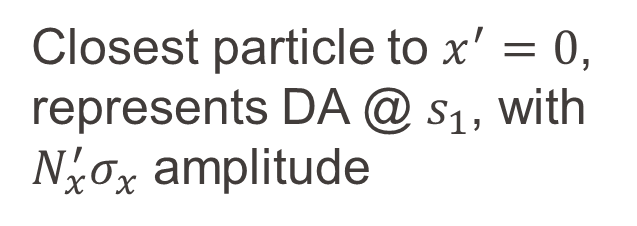 Closest particle to 𝑥′ = 0,
represents DA @ 𝑠₁, with
𝑁′ₓ𝜎ₓ amplitude